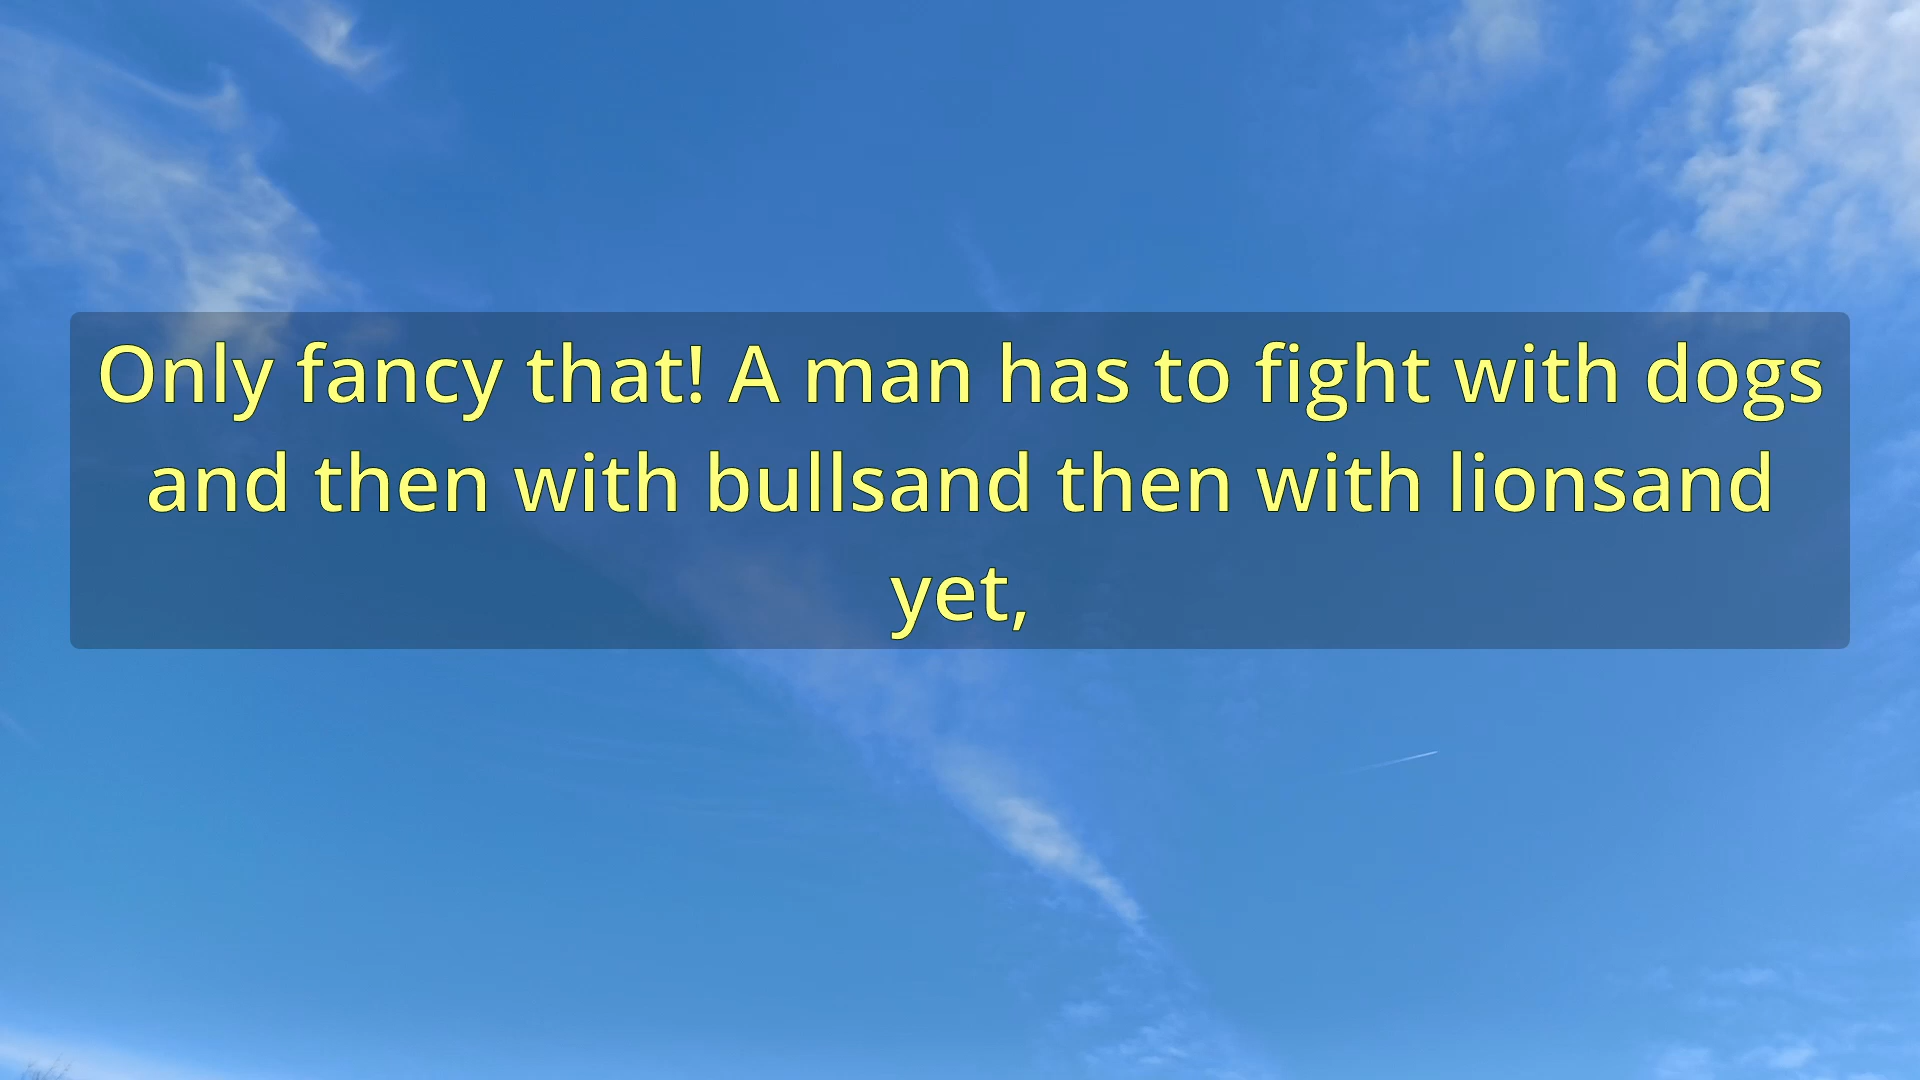 Only fancy that! A man has to fight with dogs
and then with bullsand then with lionsand
yet,